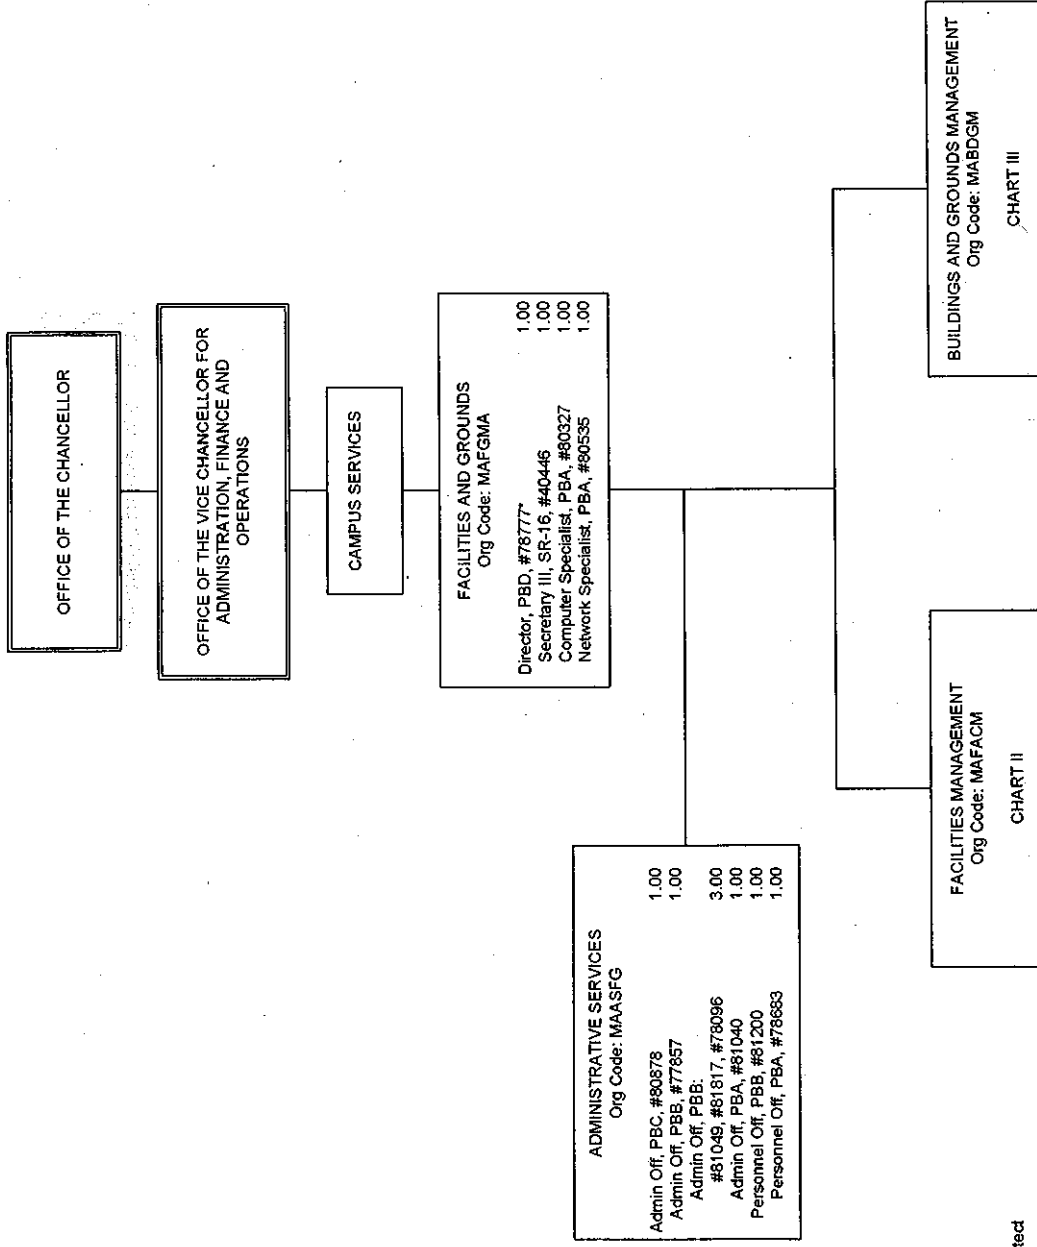 OFFICE OF THE CHANCELLOR
OFFICE OF THE VICE CHANCELLOR FOR
ADMINISTRATION, FINANCE AND
OPERATIONS
CAMPUS SERVICES
FACILITIES AND GROUNDS
Org Code: MAFGMA
Director, PBD, #78777* 1.00
Secretary III, SR-16, #40446 1.00
Computer Specialist, PBA, #80327 1.00
Network Specialist, PBA, #80535 1.00
ADMINISTRATIVE SERVICES
Org Code: MAASFG
Admin Off, PBC, #80878 1.00
Admin Off, PBB, #77857 1.00
Admin Off, PBB:
#81049, #81817, #78096 3.00
Admin Off, PBA, #81040 1.00
Personnel Off, PBB, #81200 1.00
Personnel Off, PBA, #78683 1.00
FACILITIES MANAGEMENT
Org Code: MAFACM
CHART II
BUILDINGS AND GROUNDS MANAGEMENT
Org Code: MABDGM
CHART III